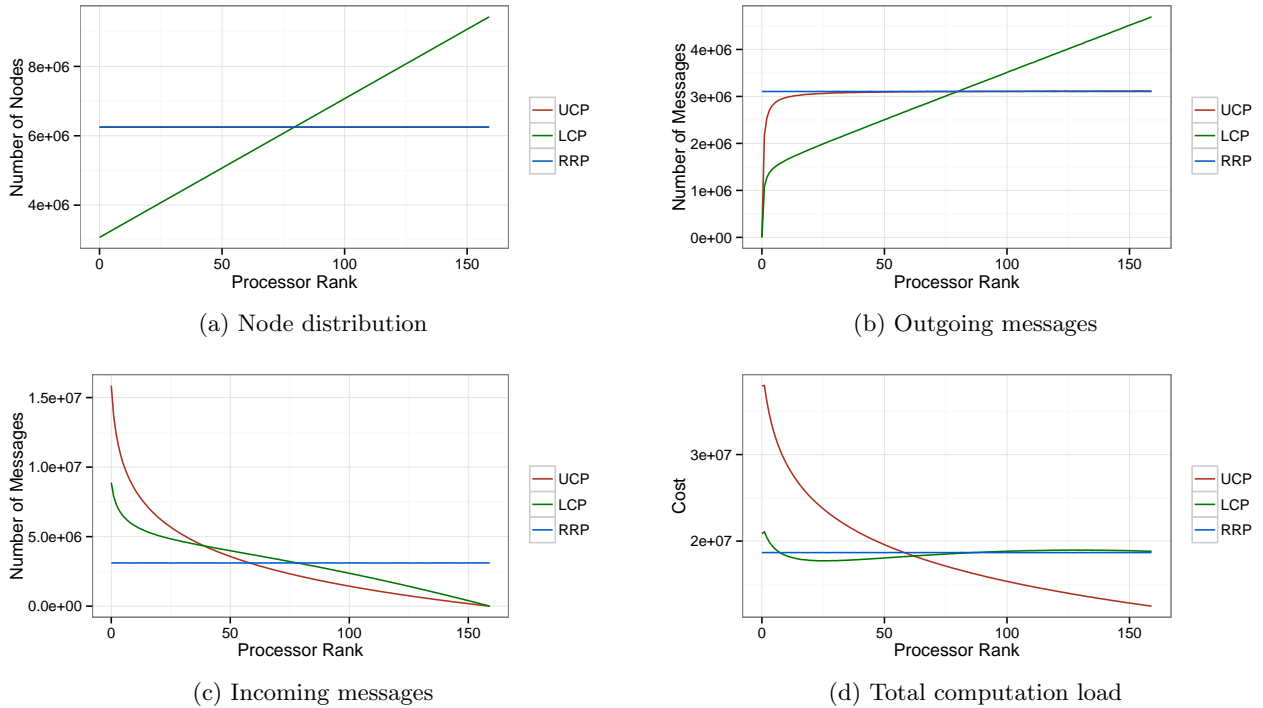 Number of Nodes
8e+06
6e+06
4e+06
0
50
100
150
Processor Rank
UCP
LCP
RRP
(a) Node distribution
Number of Messages
4e+06
3e+06
2e+06
1e+06
0e+00
0
50
100
150
Processor Rank
UCP
LCP
RRP
(b) Outgoing messages
Number of Messages
1.5e+07
1.0e+07
5.0e+06
0.0e+00
0
50
100
150
Processor Rank
UCP
LCP
RRP
(c) Incoming messages
Cost
3e+07
2e+07
0
50
100
150
Processor Rank
UCP
LCP
RRP
(d) Total computation load